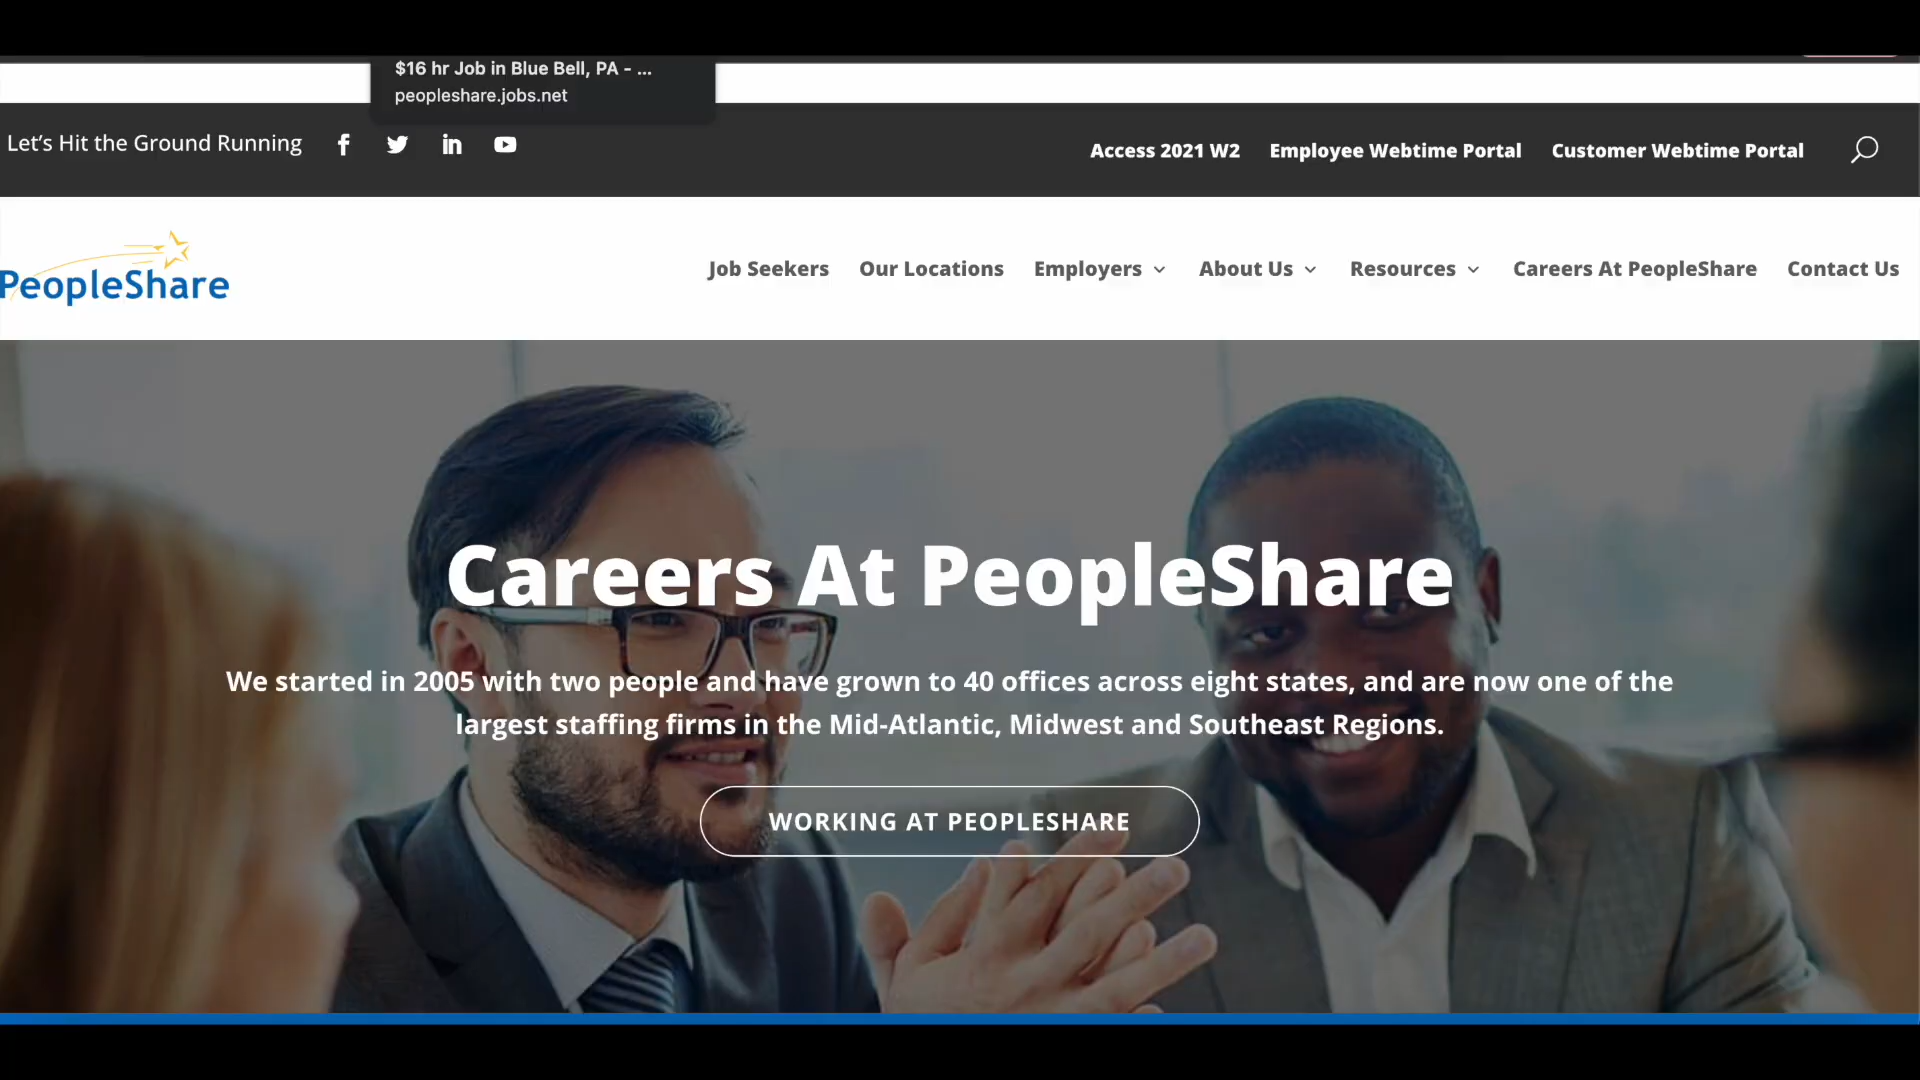 $16 hr Job in Blue Bell, PA - ...
peopleshare.jobs.net
Let’s Hit the Ground Running
Access 2021 W2 Employee Webtime Portal Customer Webtime Portal
PeopleShare
Job Seekers Our Locations Employers About Us Resources Careers At PeopleShare Contact Us
Careers At PeopleShare
We started in 2005 with two people and have grown to 40 offices across eight states, and are now one of the
largest staffing firms in the Mid-Atlantic, Midwest and Southeast Regions.
WORKING AT PEOPLESHARE